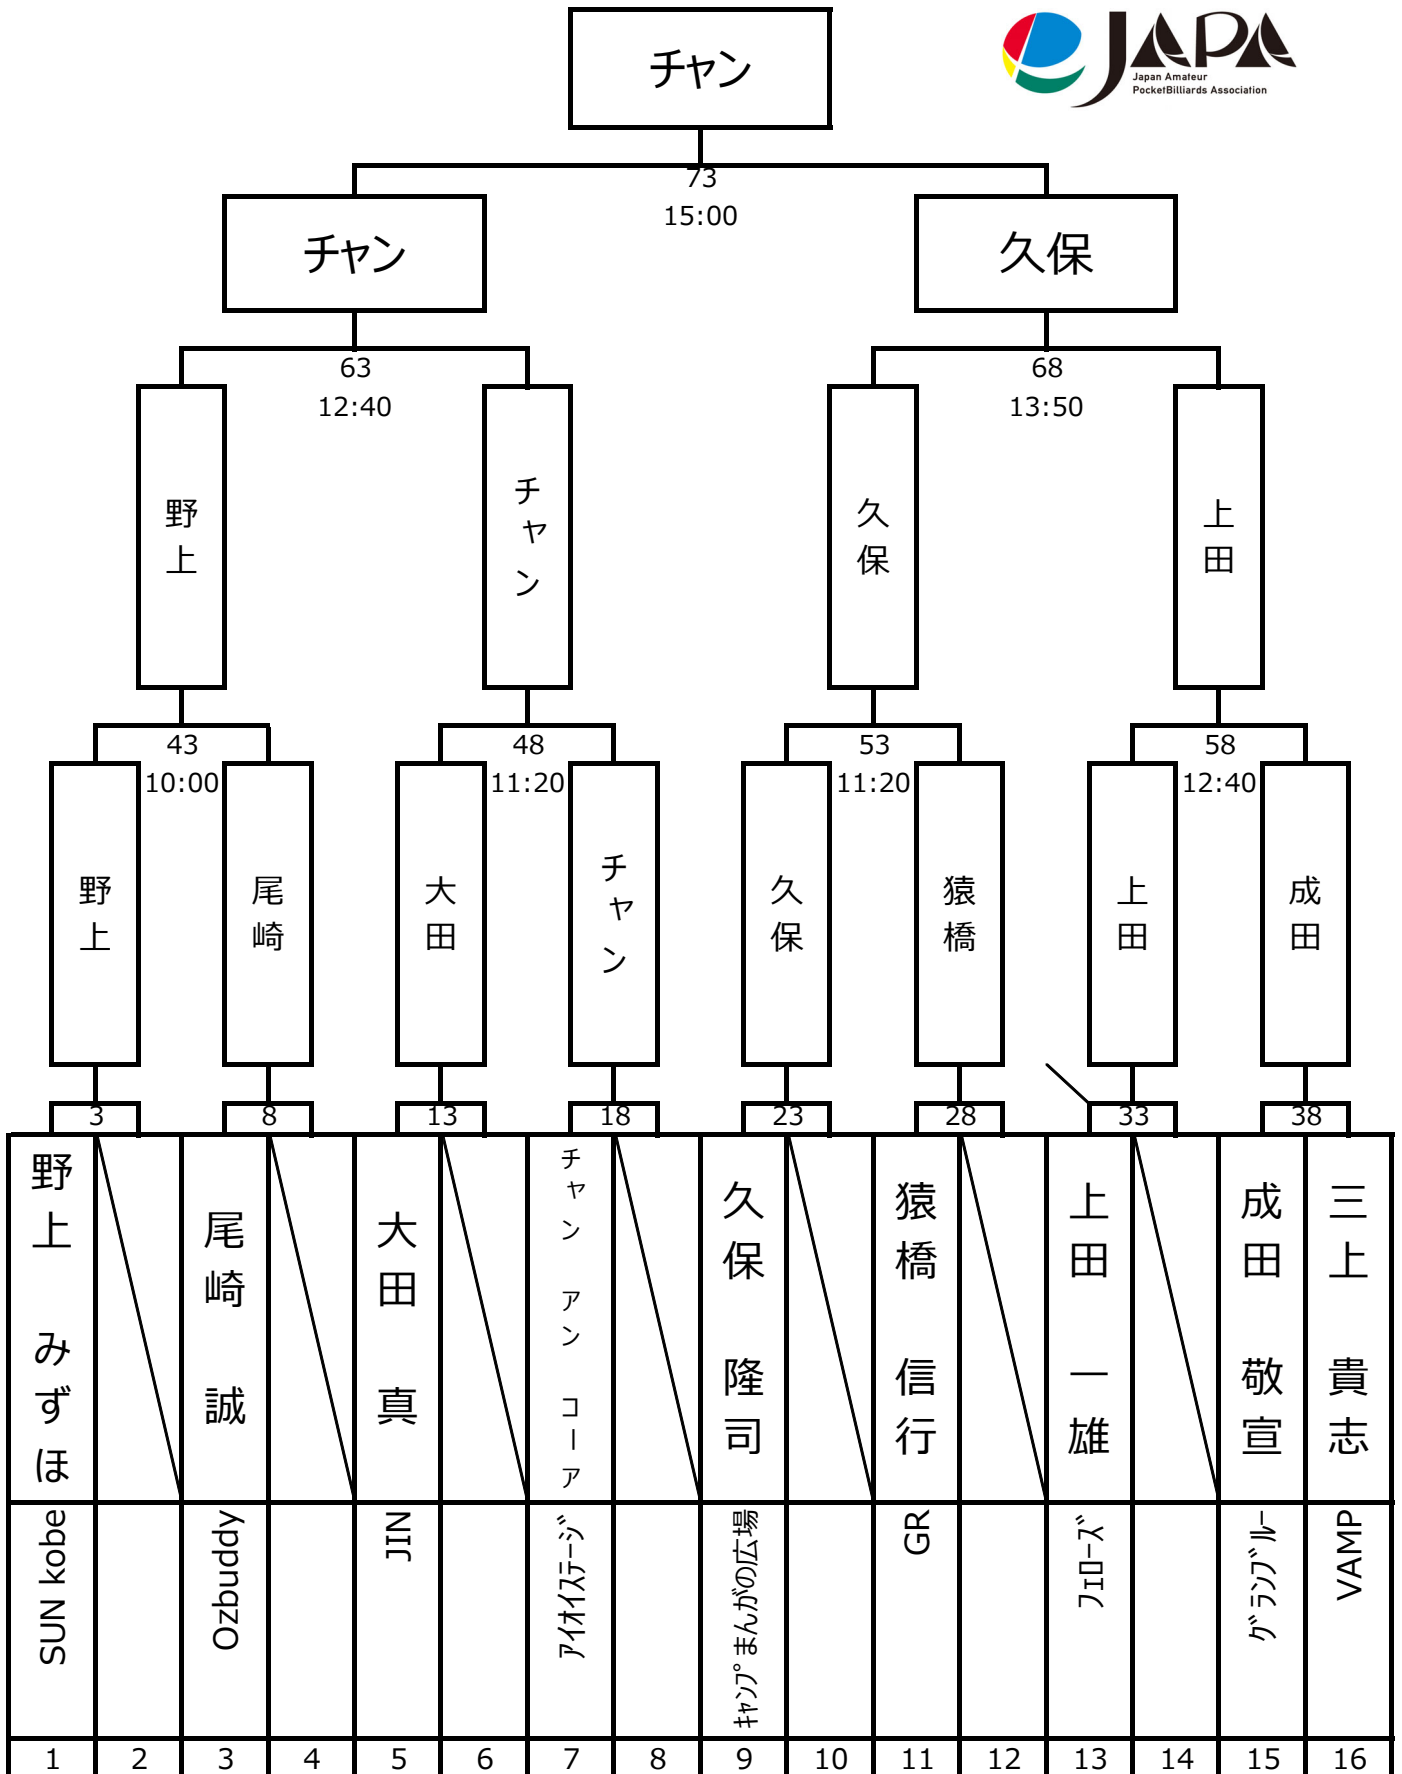 チャン
JAPA
Japan Amateur
PocketBilliards Association
73
15:00
チャン
久保
63
12:40
68
13:50
野上
チャン
久保
上田
43
10:00
48
11:20
53
11:20
58
12:40
野上
尾崎
大田
チャン
久保
猿橋
上田
成田
3
8
13
18
23
28
33
38
野上 みずほ
尾崎 誠
大田 真
チャン アン コーア
久保 隆司
猿橋 信行
上田 一雄
成田 敬宣
三上 貴志
SUN kobe
Ozbuddy
JIN
ｱｲｵｲｽﾃｰｼﾞ
ｷｬﾝﾌﾟまんがの広場
GR
ﾌｪﾛｰｽﾞ
ｸﾞﾗﾝﾌﾞﾙｰ
VAMP
1 2 3 4 5 6 7 8 9 10 11 12 13 14 15 16